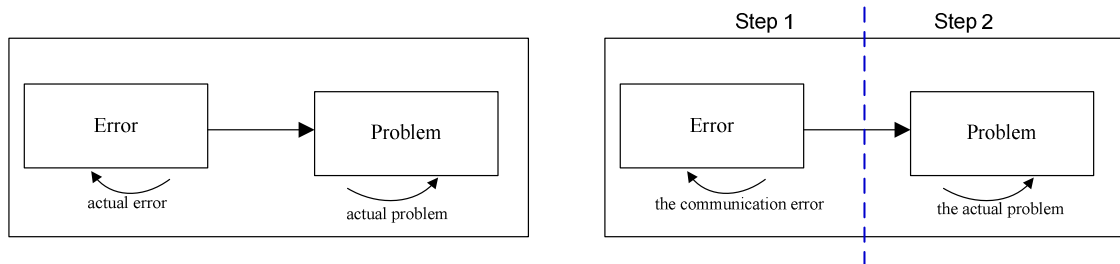 Error
Problem
actual error
actual problem
Step 1
Step 2
Error
Problem
the communication error
the actual problem